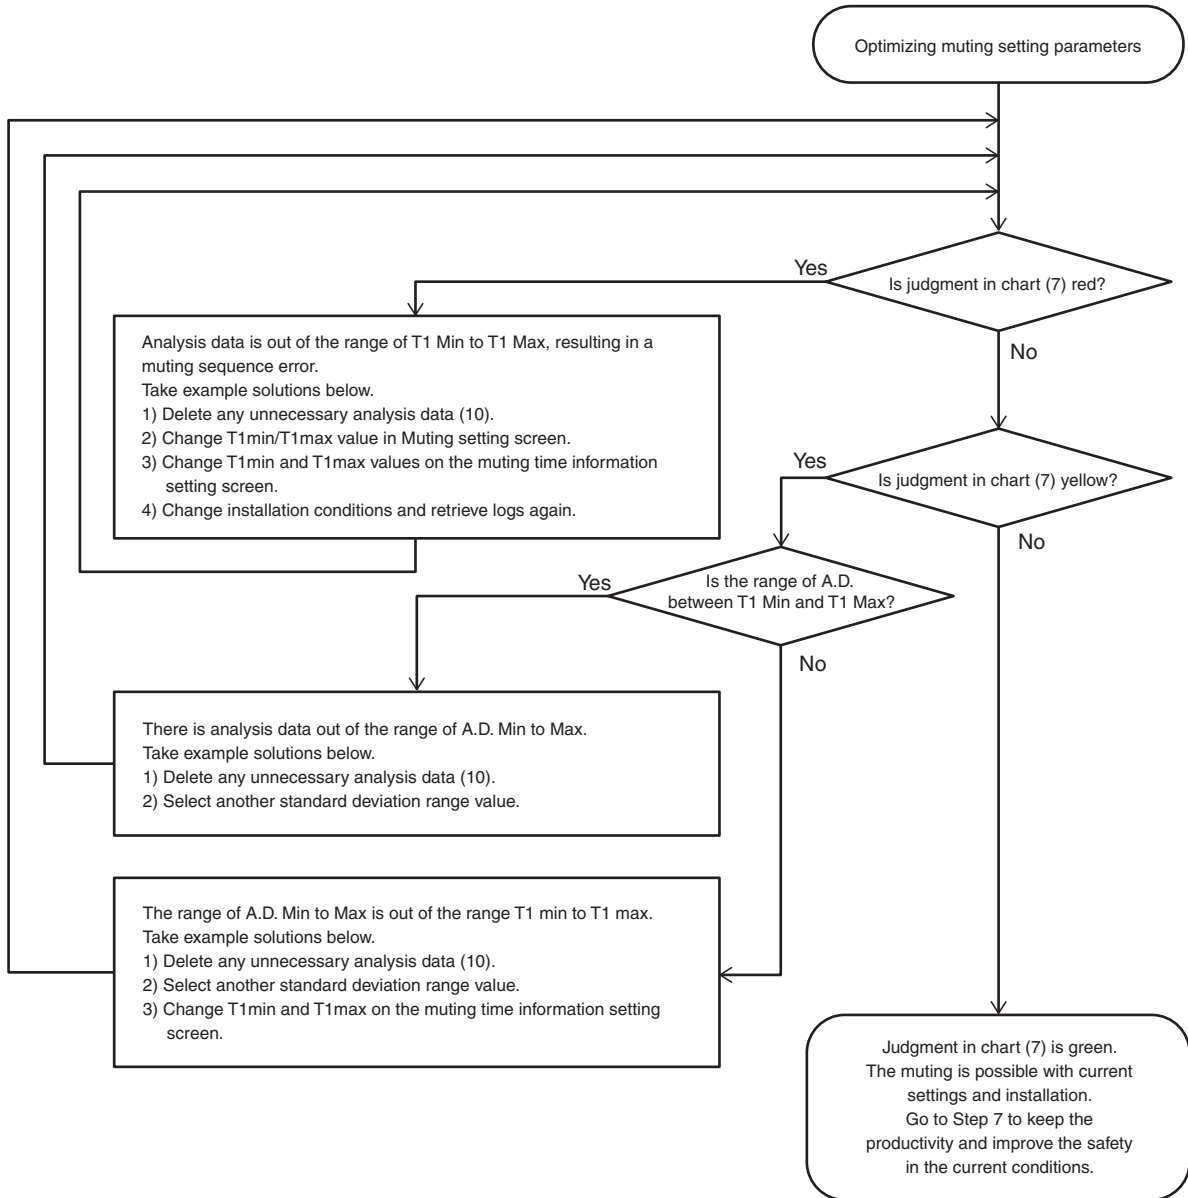 Optimizing muting setting parameters
Is judgment in chart (7) red?
Yes
No
Analysis data is out of the range of T1 Min to T1 Max, resulting in a
muting sequence error.
Take example solutions below.
1) Delete any unnecessary analysis data (10).
2) Change T1min/T1max value in Muting setting screen.
3) Change T1min and T1max values on the muting time information
setting screen.
4) Change installation conditions and retrieve logs again.
Is judgment in chart (7) yellow?
Yes
No
Is the range of A.D.
between T1 Min and T1 Max?
Yes
No
There is analysis data out of the range of A.D. Min to Max.
Take example solutions below.
1) Delete any unnecessary analysis data (10).
2) Select another standard deviation range value.
The range of A.D. Min to Max is out of the range T1 min to T1 max.
Take example solutions below.
1) Delete any unnecessary analysis data (10).
2) Select another standard deviation range value.
3) Change T1min and T1max on the muting time information setting
screen.
Judgment in chart (7) is green.
The muting is possible with current
settings and installation.
Go to Step 7 to keep the
productivity and improve the safety
in the current conditions.